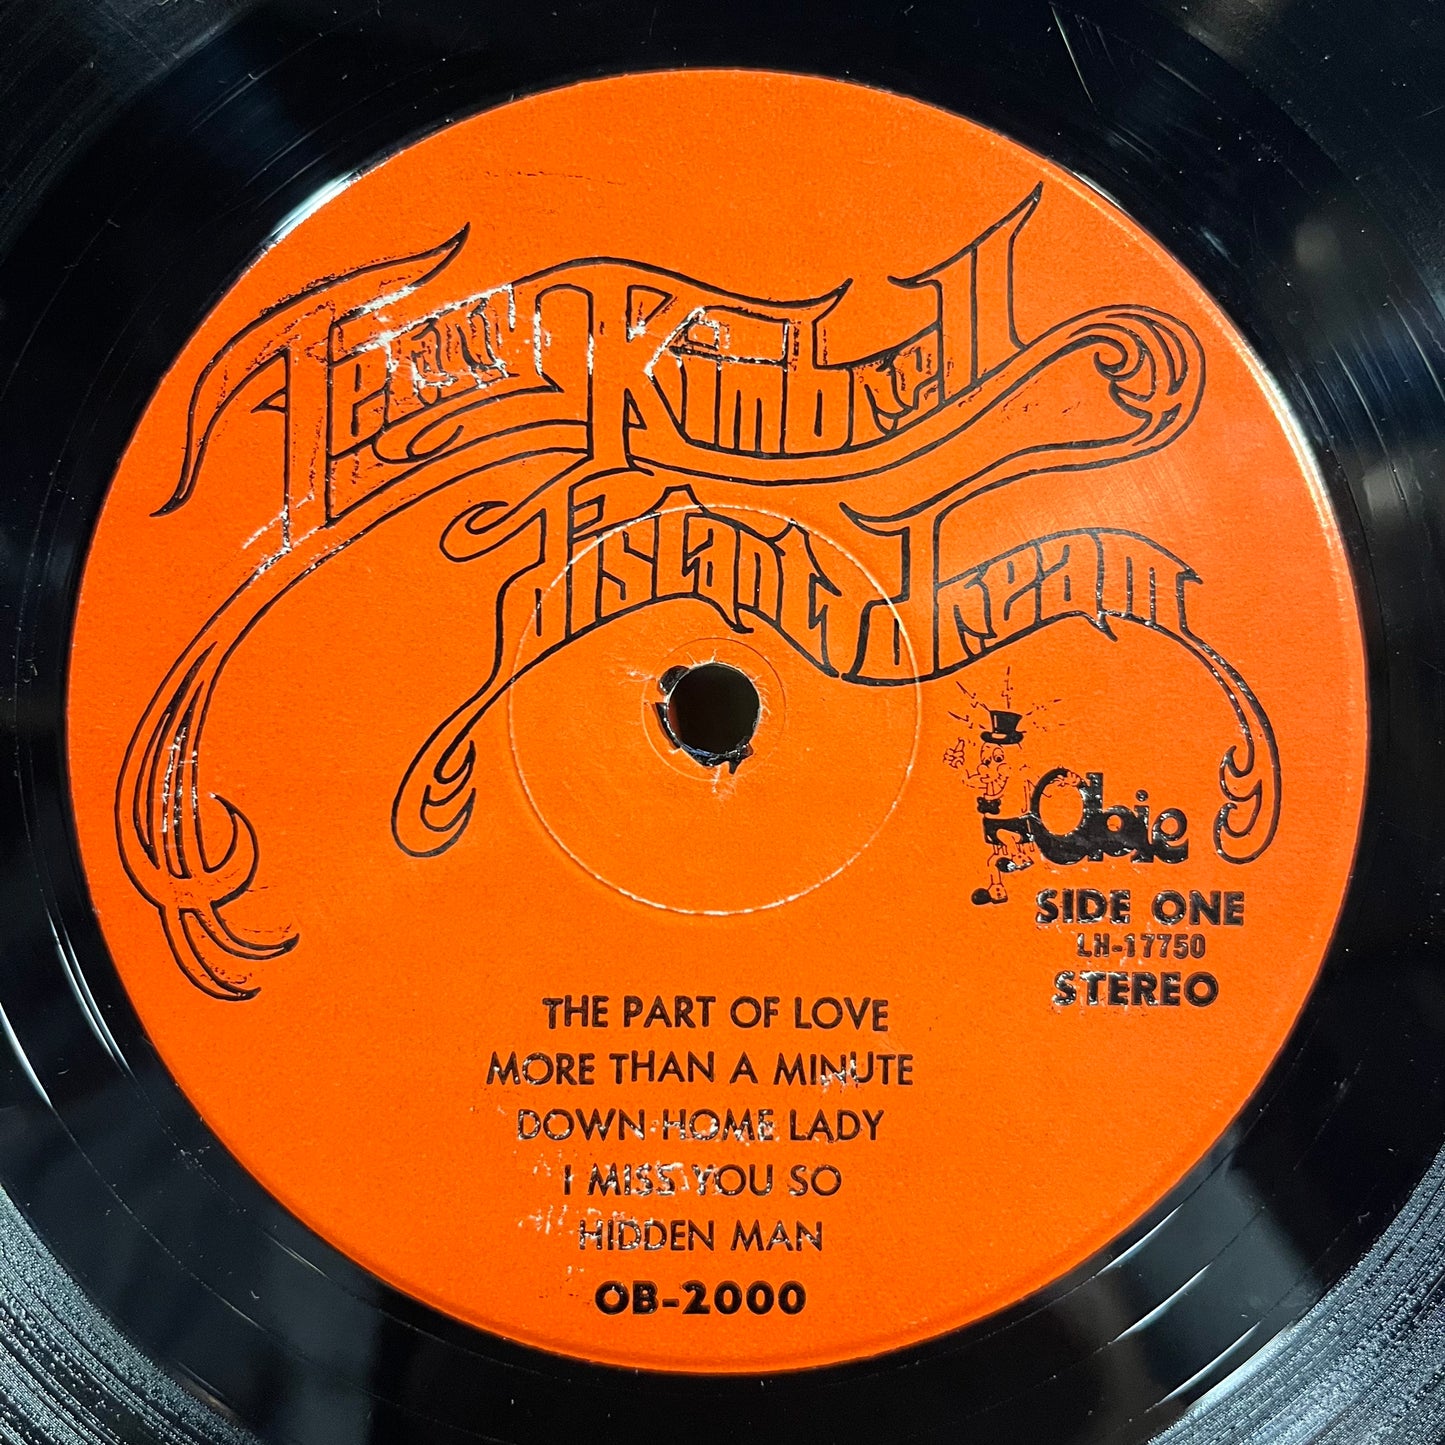 Terry Kimbrell
Distant Dream
Obie
SIDE ONE
LH-17750
STEREO
THE PART OF LOVE
MORE THAN A MINUTE
DOWN HOME LADY
I MISS YOU SO
HIDDEN MAN
OB-2000